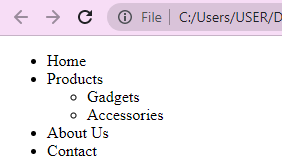 File | C:/Users/USER/D
Home
Products
Gadgets
Accessories
About Us
Contact